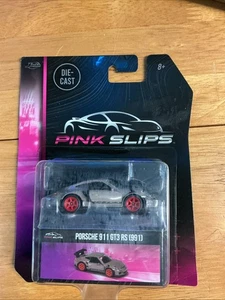 DIE-
CAST
8+
PINK SLIPS
PORSCHE 911 GT3 RS (991)